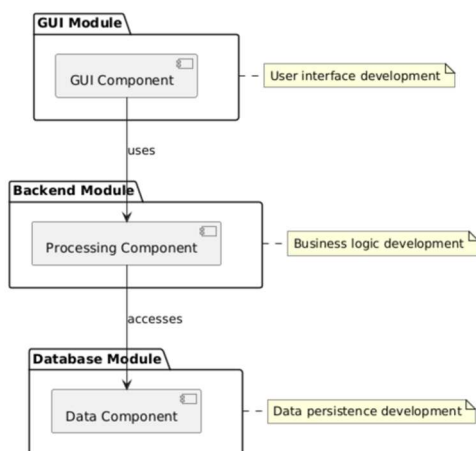 GUI Module
GUI Component
User interface development
uses
Backend Module
Processing Component
Business logic development
accesses
Database Module
Data Component
Data persistence development